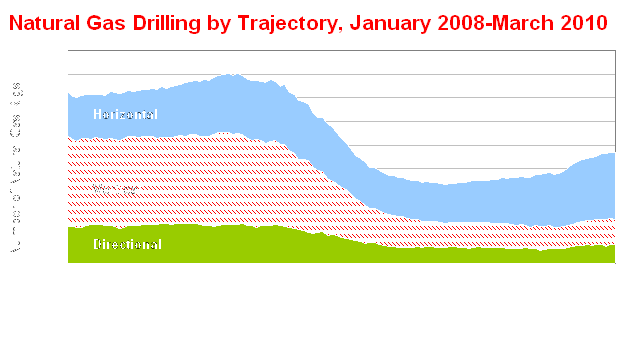 Natural Gas Drilling by Trajectory, January 2008-March 2010
Horizontal
Directional